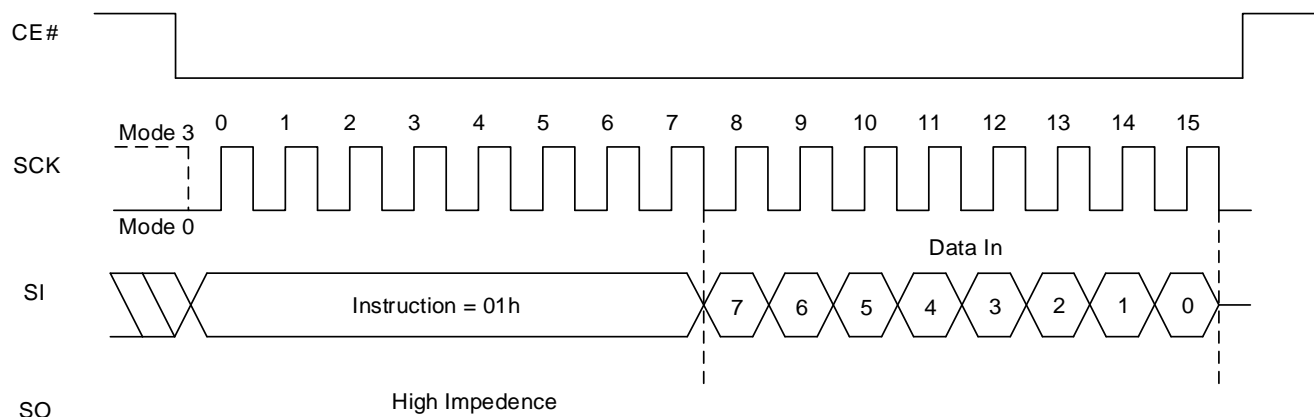 CE#
0 1 2 3 4 5 6 7 8 9 10 11 12 13 14 15
Mode 3
SCK
Mode 0
Data In
SI
Instruction = 01h
7 6 5 4 3 2 1 0
High Impedence
SO